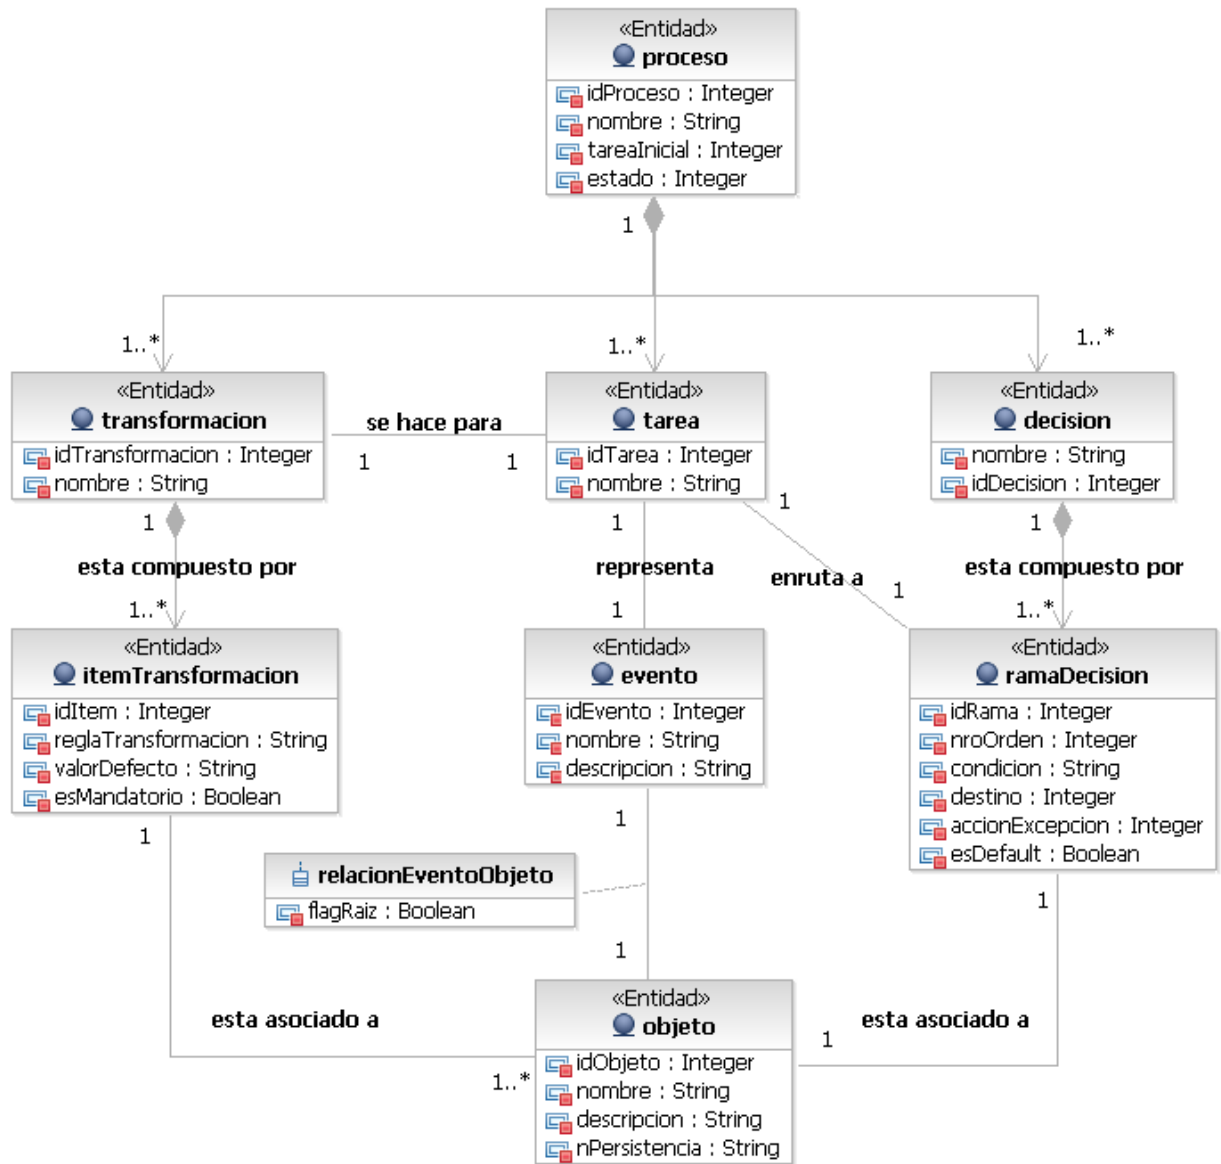 «Entidad»
proceso
idProceso : Integer
nombre : String
tareaInicial : Integer
estado : Integer
1
1..*
1..*
1..*
«Entidad»
transformacion
idTransformacion : Integer
nombre : String
se hace para
1
1
«Entidad»
tarea
idTarea : Integer
nombre : String
«Entidad»
decision
nombre : String
idDecision : Integer
1
esta compuesto por
1..*
1
representa
1
1
enruta a
1
1
esta compuesto por
1..*
«Entidad»
itemTransformacion
idItem : Integer
reglaTransformacion : String
valorDefecto : String
esMandatorio : Boolean
«Entidad»
evento
idEvento : Integer
nombre : String
descripcion : String
«Entidad»
ramaDecision
idRama : Integer
nroOrden : Integer
condicion : String
destino : Integer
accionExcepcion : Integer
esDefault : Boolean
1
1
relacionEventoObjeto
flagRaiz : Boolean
1
1
esta asociado a
1..*
esta asociado a
1
«Entidad»
objeto
idObjeto : Integer
nombre : String
descripcion : String
nPersistencia : String